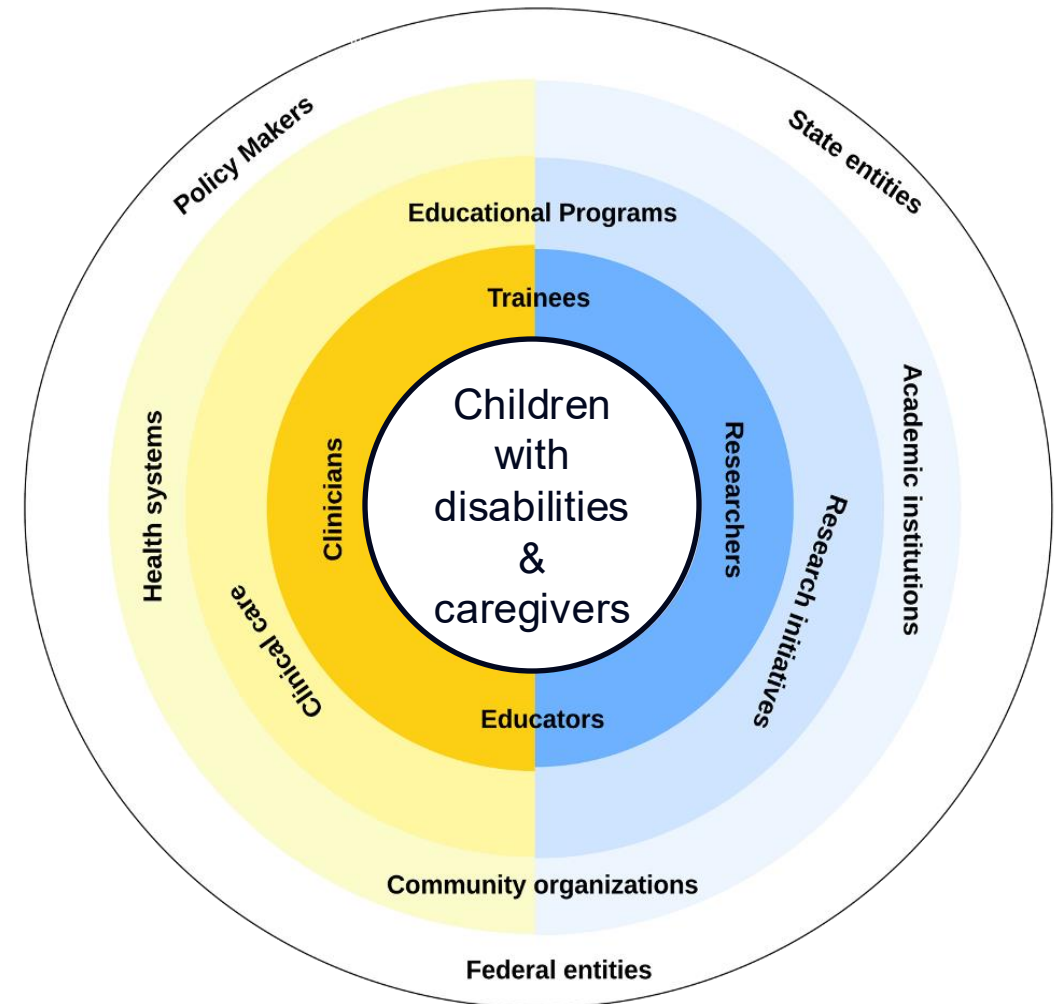 Policy Makers
State entities
Educational Programs
Trainees
Health systems
Clinicians
Children
with
disabilities
&
caregivers
Researchers
Academic institutions
Clinical care
Research initiatives
Educators
Community organizations
Federal entities